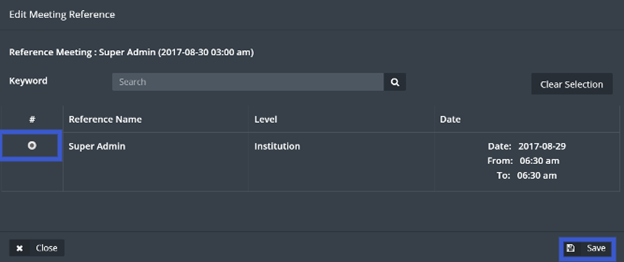 Edit Meeting Reference
Reference Meeting : Super Admin (2017-08-30 03:00 am)
Keyword Search Clear Selection
# Reference Name Level Date
Super Admin Institution Date: 2017-08-29
From: 06:30 am
To: 06:30 am
Close Save